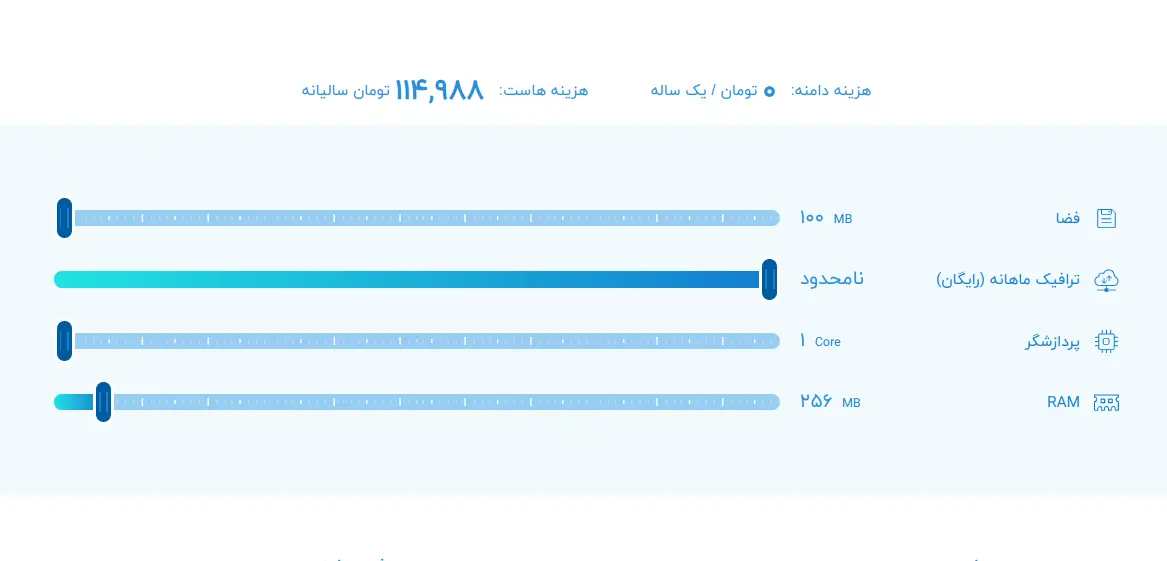 هزینه دامنه: ۰ تومان / یک ساله هزینه هاست: ۱۱۴,۹۸۸ تومان سالیانه
فضا ۱۰۰ MB
ترافیک ماهانه (رایگان) نامحدود
پردازشگر ۱ Core
RAM ۲۵۶ MB